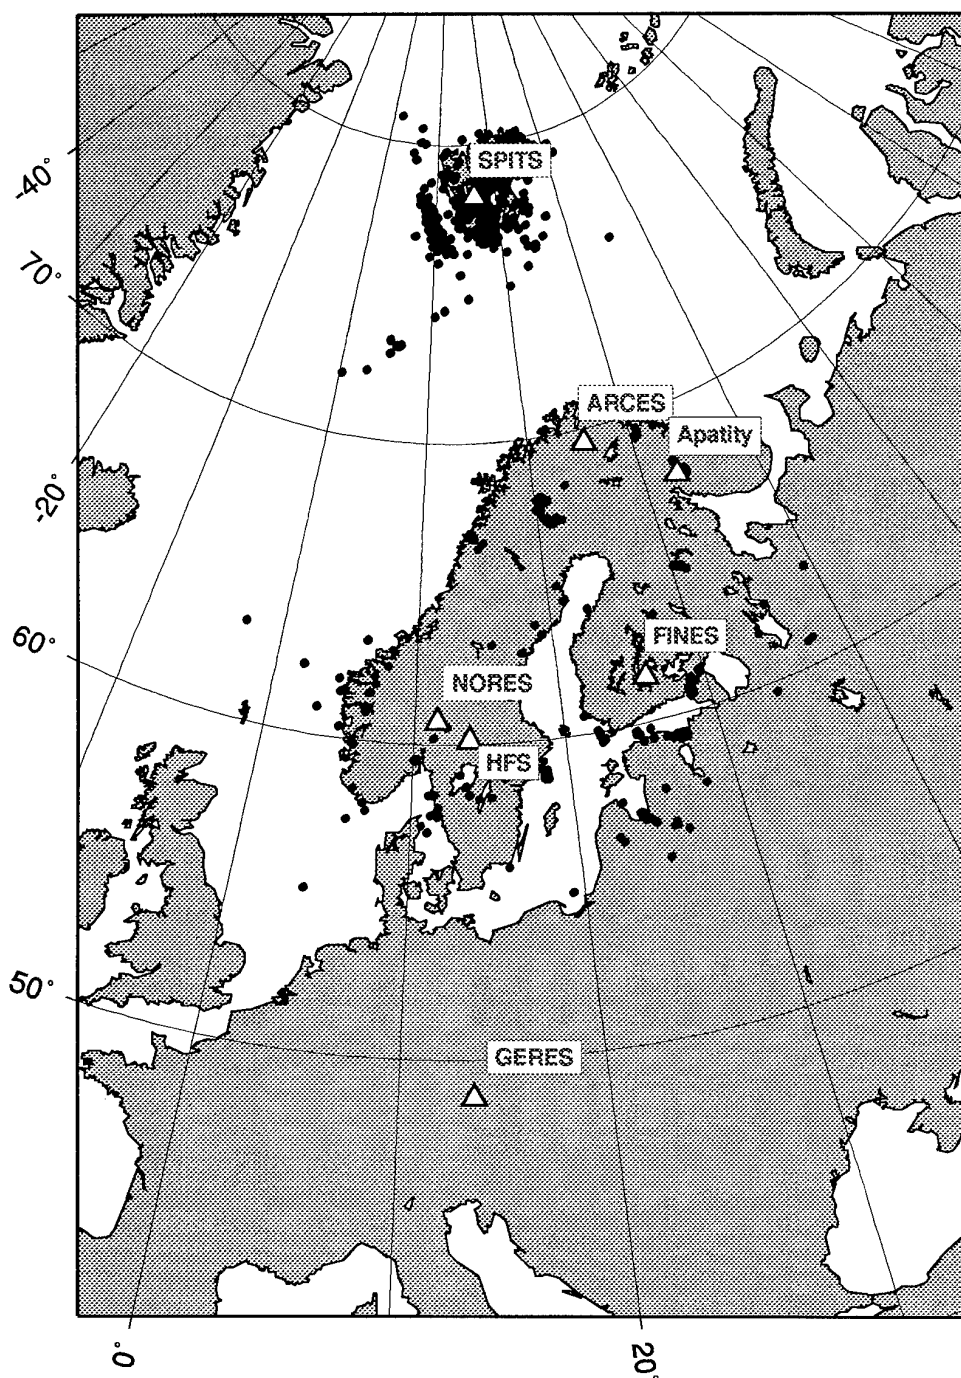 SPITS
-40°
70°
ARCES
Apatity
-20°
60°
FINES
NORES
HFS
50°
GERES
0°
20°